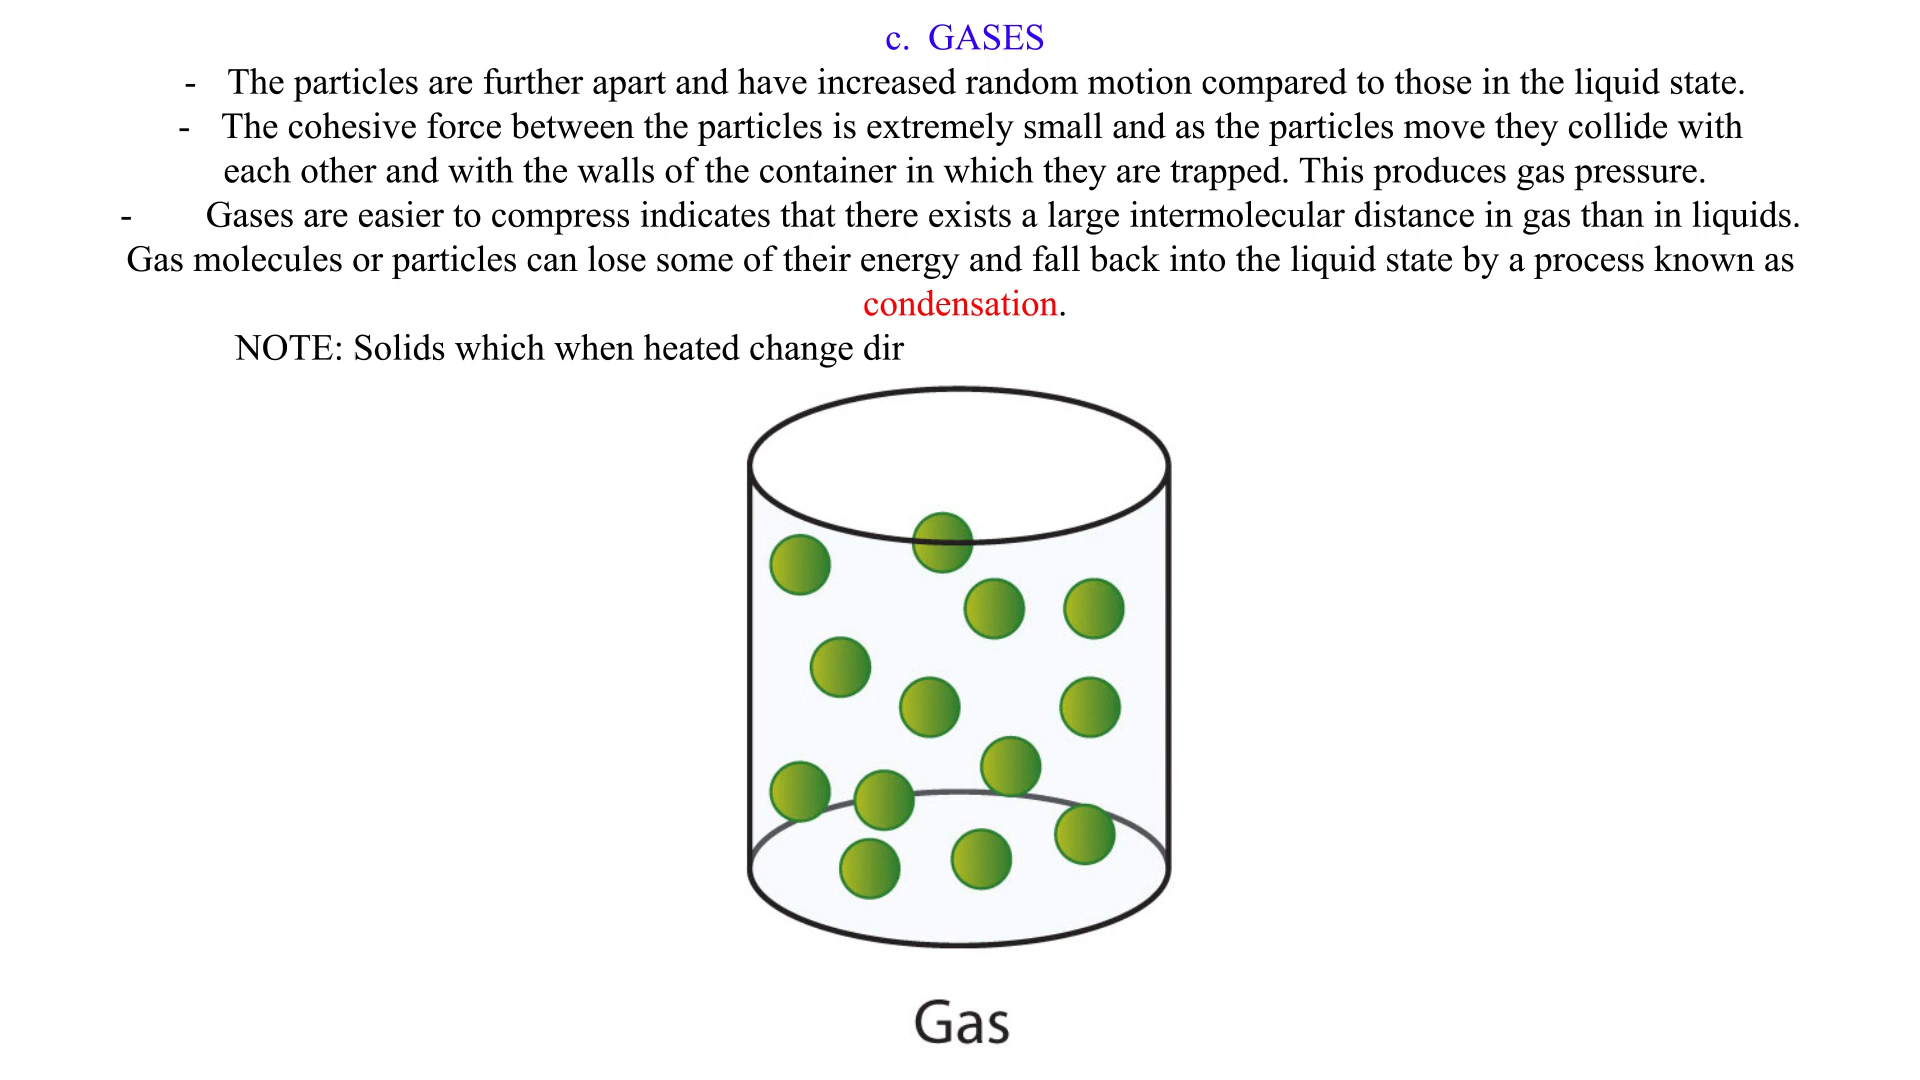 c. GASES
- The particles are further apart and have increased random motion compared to those in the liquid state.
- The cohesive force between the particles is extremely small and as the particles move they collide with
each other and with the walls of the container in which they are trapped. This produces gas pressure.
- Gases are easier to compress indicates that there exists a large intermolecular distance in gas than in liquids.
Gas molecules or particles can lose some of their energy and fall back into the liquid state by a process known as
condensation.
NOTE: Solids which when heated change dir
Gas